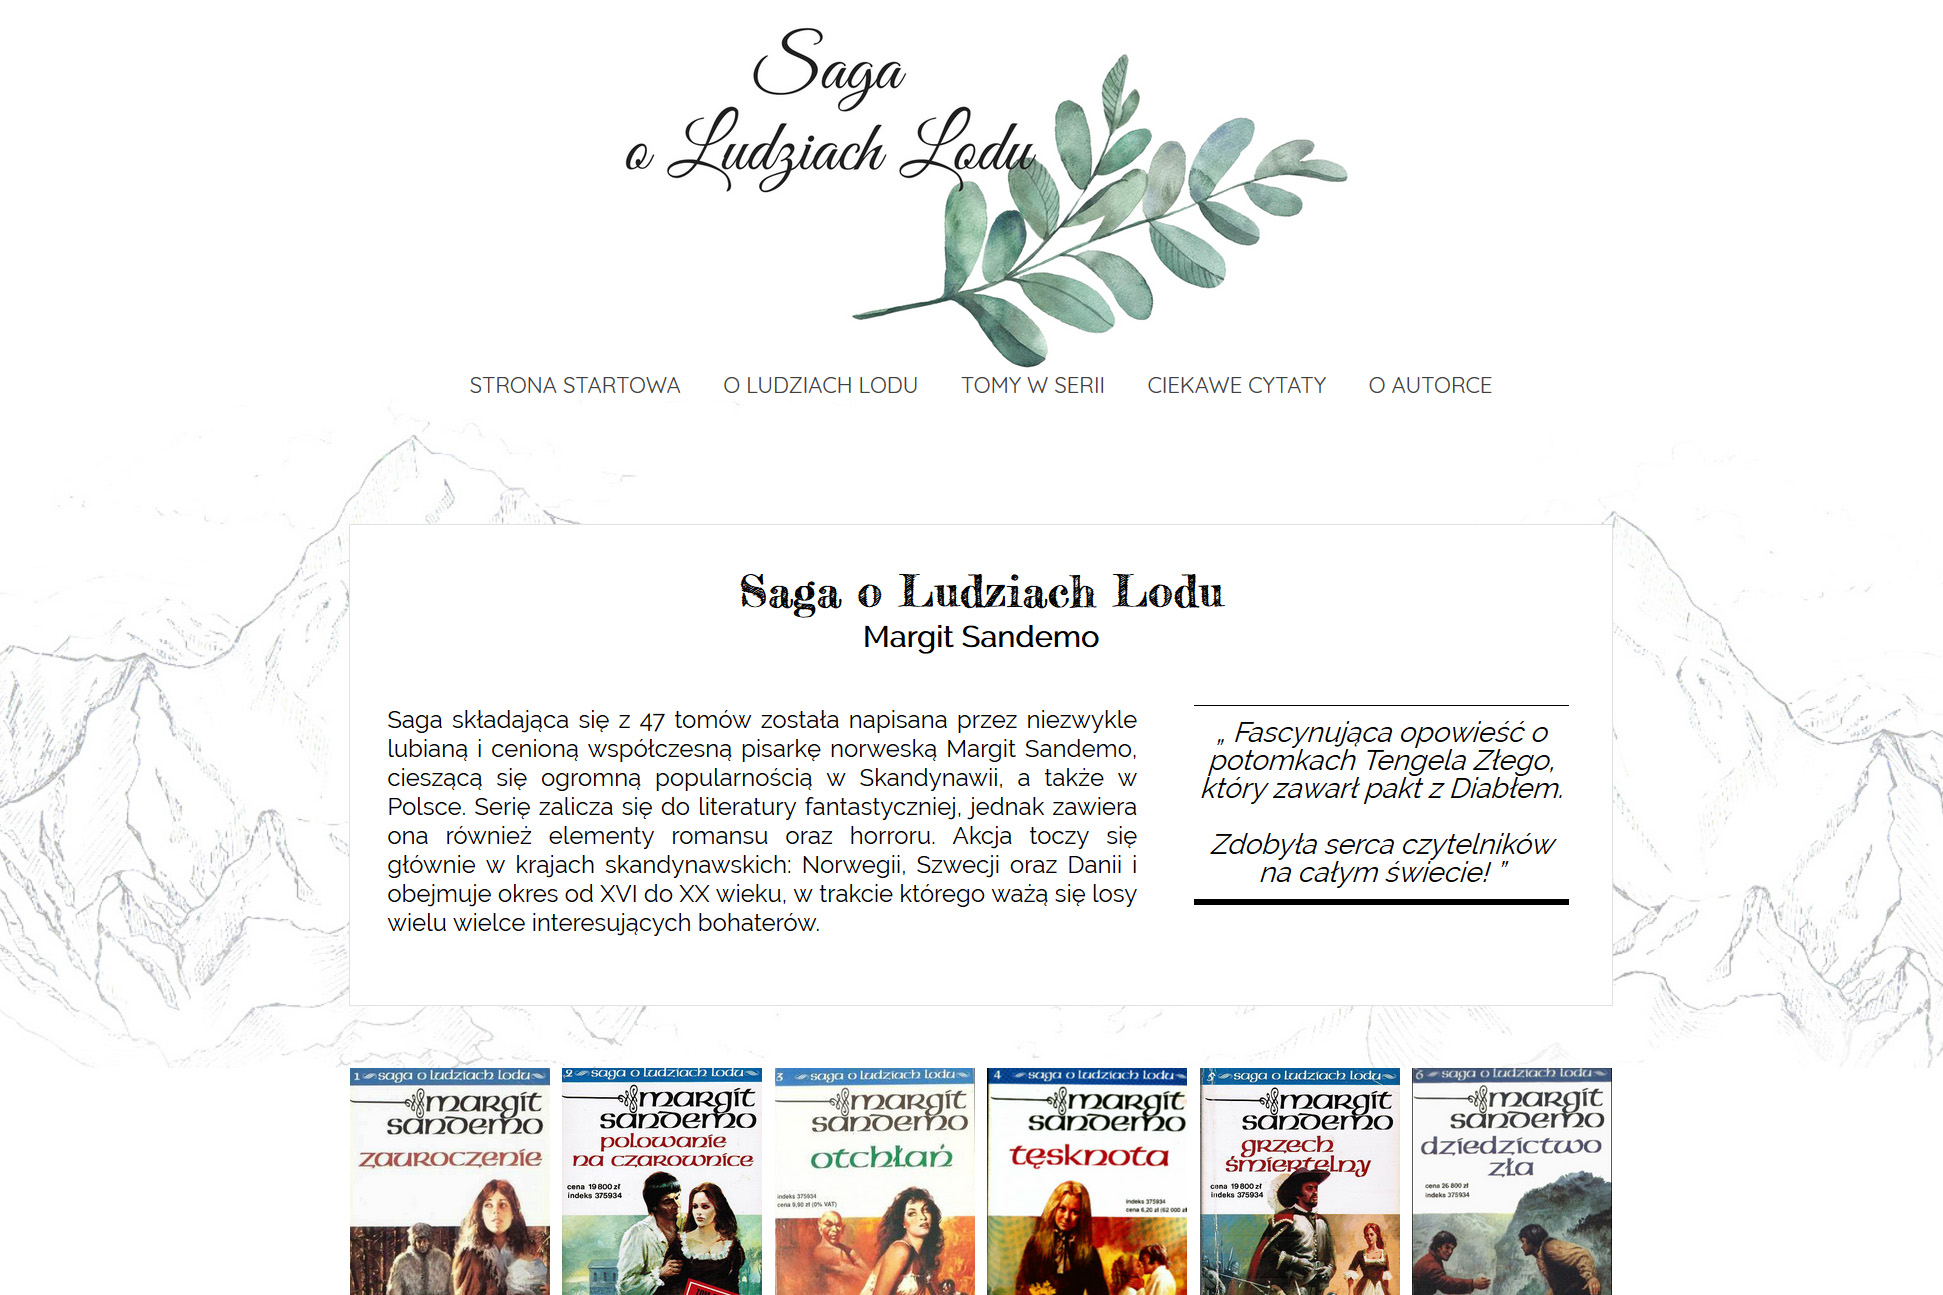 Saga
o Ludziach Lodu
STRONA STARTOWA O LUDZIACH LODU TOMY W SERII CIEKAWE CYTATY O AUTORCE
Saga o Ludziach Lodu
Margit Sandemo
Saga składająca się z 47 tomów została napisana przez niezwykle
lubianą i cenioną współczesną pisarkę norweską Margit Sandemo,
cieszącą się ogromną popularnością w Skandynawii, a także w
Polsce. Serię zalicza się do literatury fantastyczniej, jednak zawiera
ona również elementy romansu oraz horroru. Akcja toczy się
głównie w krajach skandynawskich: Norwegii, Szwecji oraz Danii i
obejmuje okres od XVI do XX wieku, w trakcie którego ważą się losy
wielu wielce interesujących bohaterów.
„ Fascynująca opowieść o
potomkach Tengela Złego,
który zawarł pakt z Diabłem.
Zdobyła serca czytelników
na całym świecie! ”
1 saga o ludziach lodu
margit
sandemo
zauroczenie
2 saga o ludziach lodu
margit
sandemo
polowanie
na czarownice
cena 19 800 zł
indeks 375934
3 saga o ludziach lodu
margit
sandemo
otchłań
indeks 375934
cena 9,90 zł (0% VAT)
4 saga o ludziach lodu
margit
sandemo
tęsknota
indeks 375934
cena 6,20 zł (62 000 zł
5 saga o ludziach lodu
margit
sandemo
grzech
śmiertelny
cena 19 800 zł
indeks 375934
6 saga o ludziach lodu
margit
sandemo
dziedzictwo
zła
cena 26 800 zł
indeks 375934